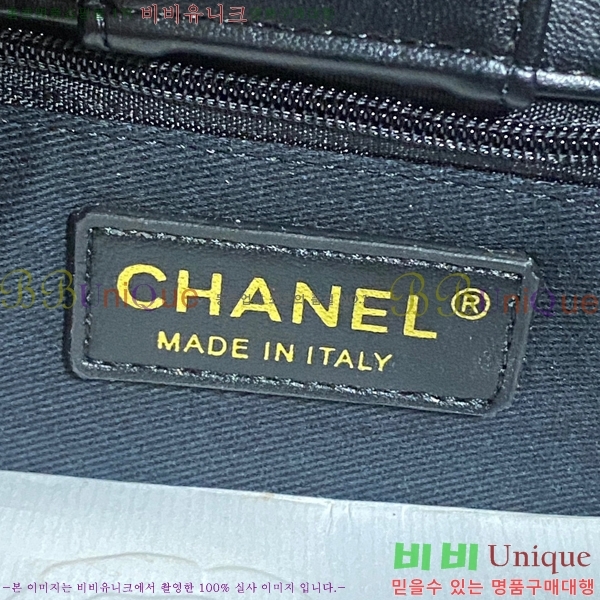 비비유니크
CHANEL®
MADE IN ITALY
BBUniQue
BBUniQue
비비 Unique
-본 이미지는 비비유니크에서 촬영한 100% 실사 이미지 입니다.-
믿을수 있는 명품구매대행